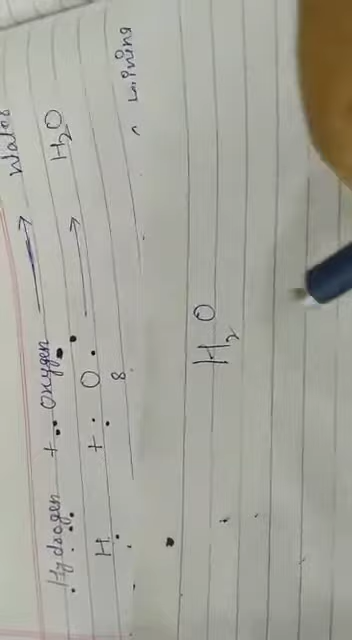 Hydrogen + Oxygen → Water
H + O → H2O
8
H2O